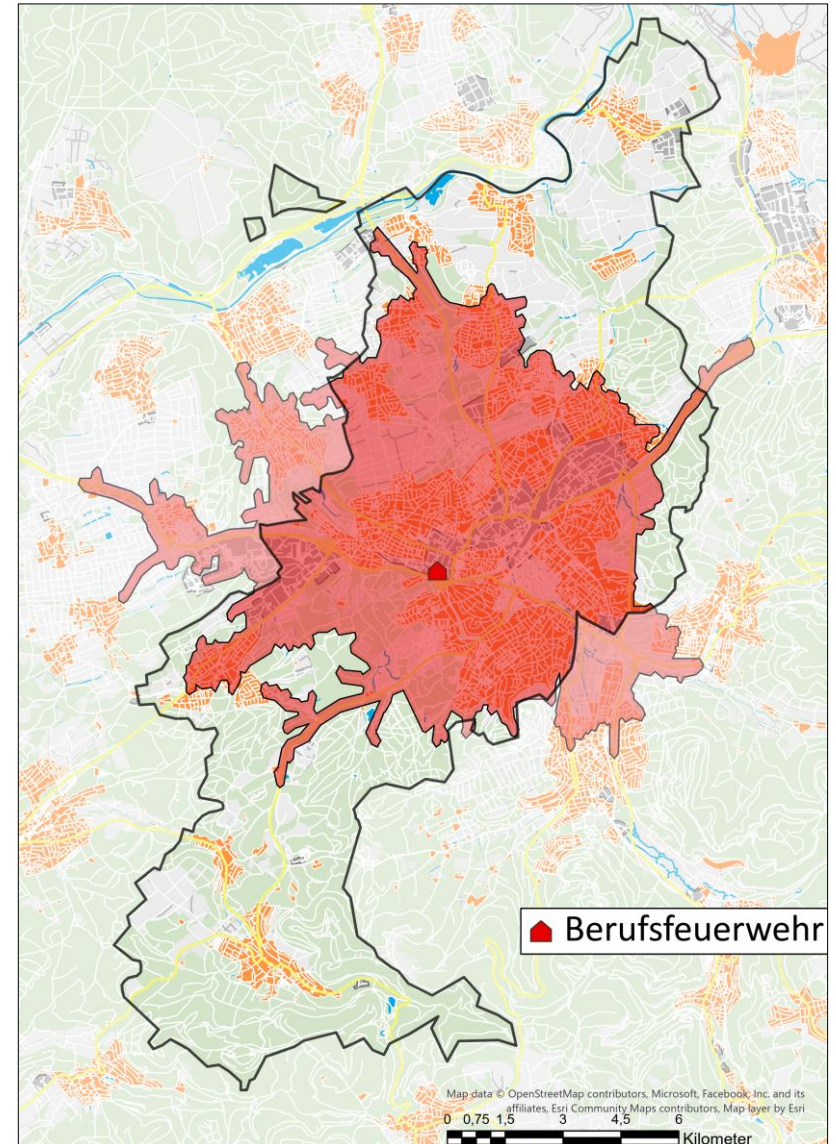 Berufsfeuerwehr
Map data © OpenStreetMap contributors, Microsoft, Facebook, Inc. and its
affiliates, Esri Community Maps contributors, Map layer by Esri
0 0,75 1,5 3 4,5 6
Kilometer